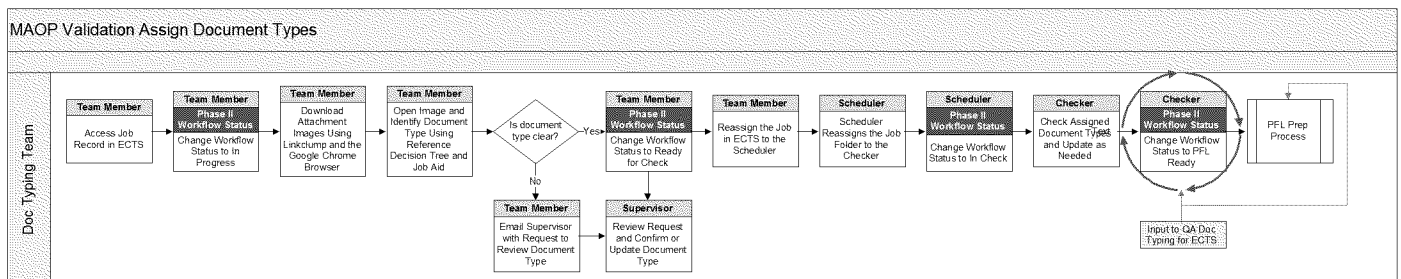 MAOP Validation Assign Document Types
Doc Typing Team
Team Member
Access Job
Record in ECTS
Team Member
Phase II
Workflow Status
Change Workflow
Status to In
Progress
Team Member
Download
Attachment
Images Using
Linkclump and the
Google Chrome
Browser
Team Member
Open Image and
Identify Document
Type Using
Reference
Decision Tree and
Job Aid
Is document
type clear?
Yes
No
Team Member
Email Supervisor
with Request to
Review Document
Type
Team Member
Phase II
Workflow Status
Change Workflow
Status to Ready
for Check
Supervisor
Review Request
and Confirm or
Update Document
Type
Team Member
Reassign the Job
in ECTS to the
Scheduler
Scheduler
Scheduler
Reassigns the Job
Folder to the
Checker
Scheduler
Phase II
Workflow Status
Change Workflow
Status to In Check
Checker
Check Assigned
Document Types
and Update as
Needed
Text
Checker
Phase II
Workflow Status
Change Workflow
Status to PFL
Ready
PFL Prep
Process
Input to QA Doc
Typing for ECTS